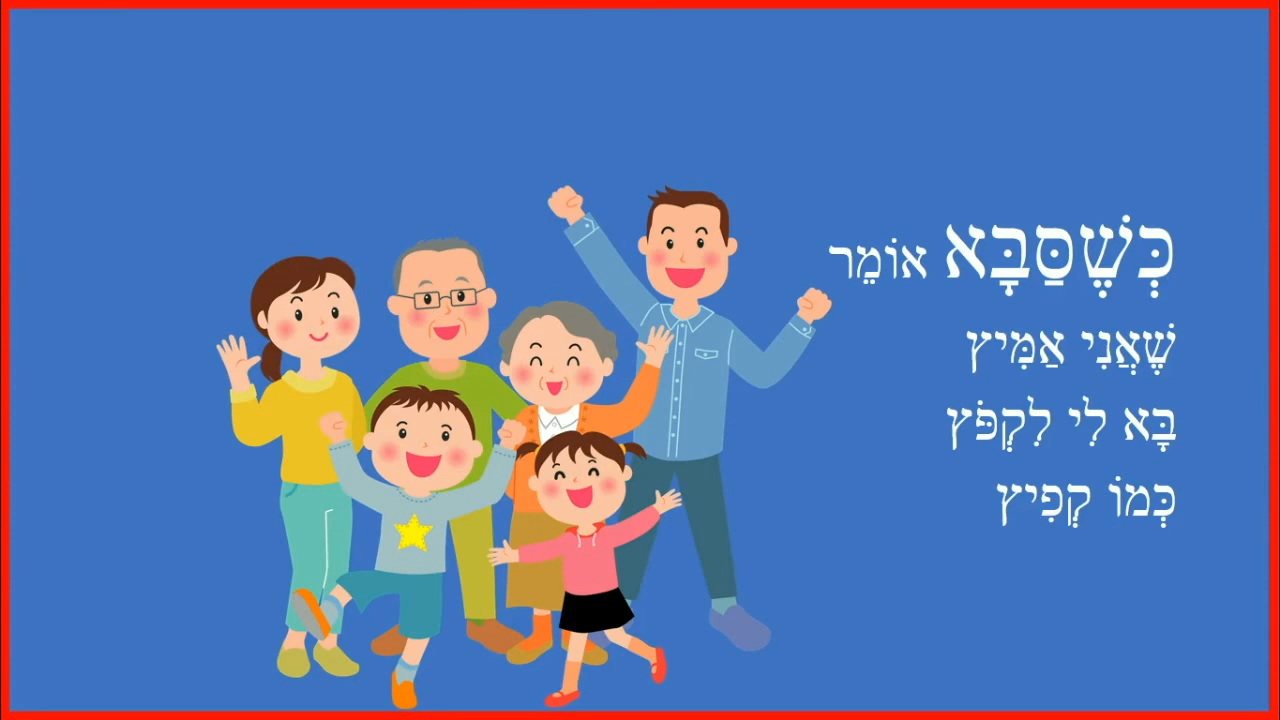 כְּשֶׁסַּבָּא אוֹמֵר
שֶׁאֲנִי אַמִּיץ
בָּא לִי לִקְפֹּץ
כְּמוֹ קְפִיץ